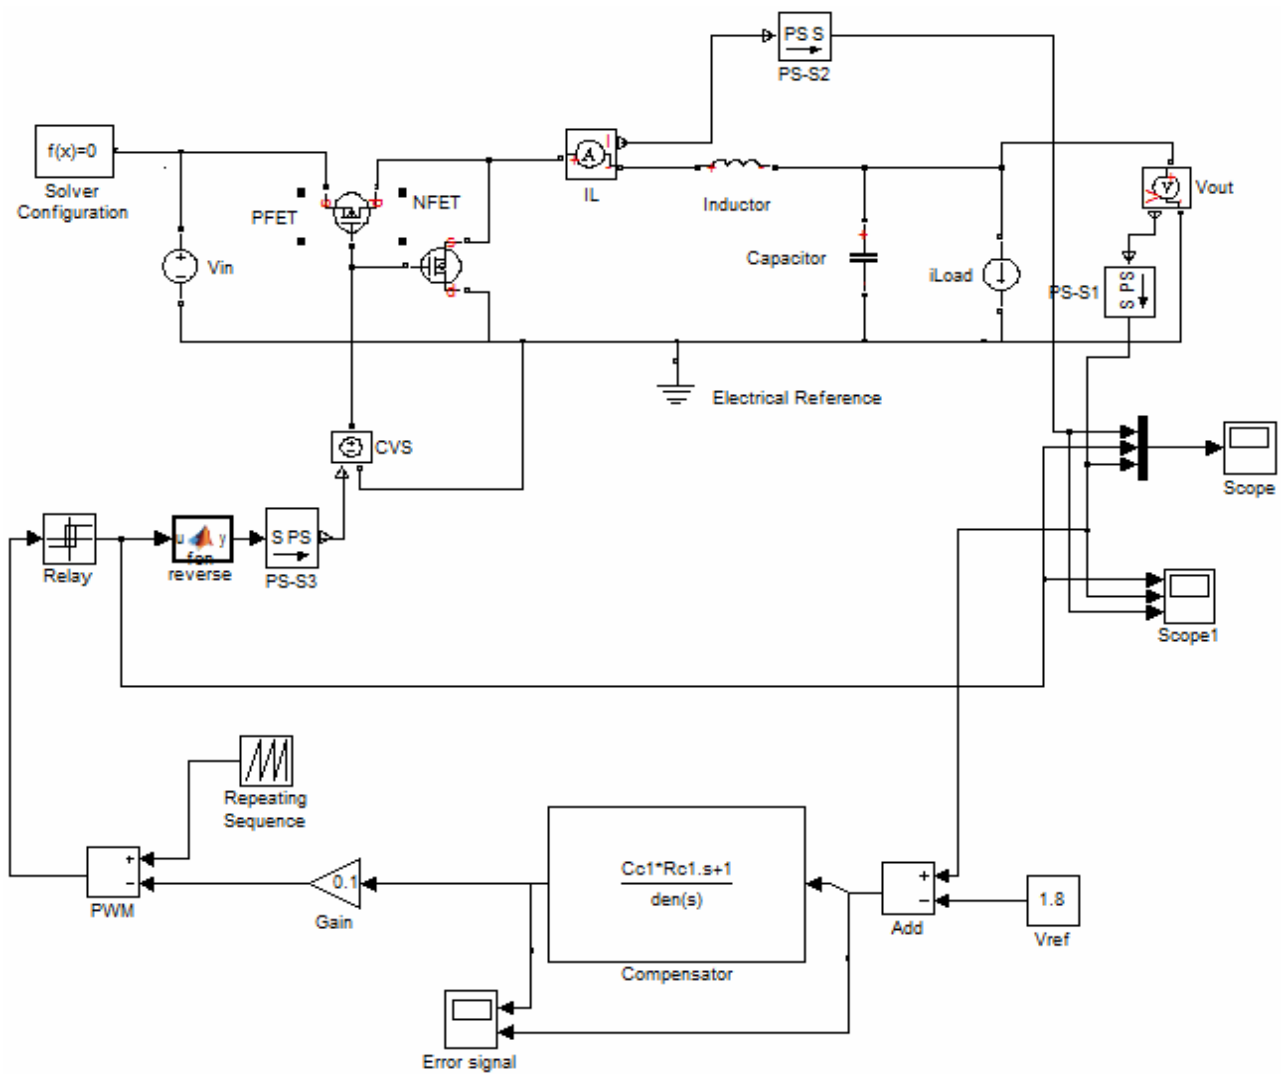 PS S
PS-S2
f(x)=0
Solver
Configuration
PFET
NFET
A
IL
Inductor
V
Vout
Vin
Capacitor
iLoad
PS-S1
S PS
Electrical Reference
CVS
Scope
Relay
u
y
fcn
reverse
S PS
PS-S3
Scope1
Repeating
Sequence
+
−
PWM
0.1
Gain
Cc1*Rc1.s+1
den(s)
Compensator
+
−
Add
1.8
Vref
Error signal